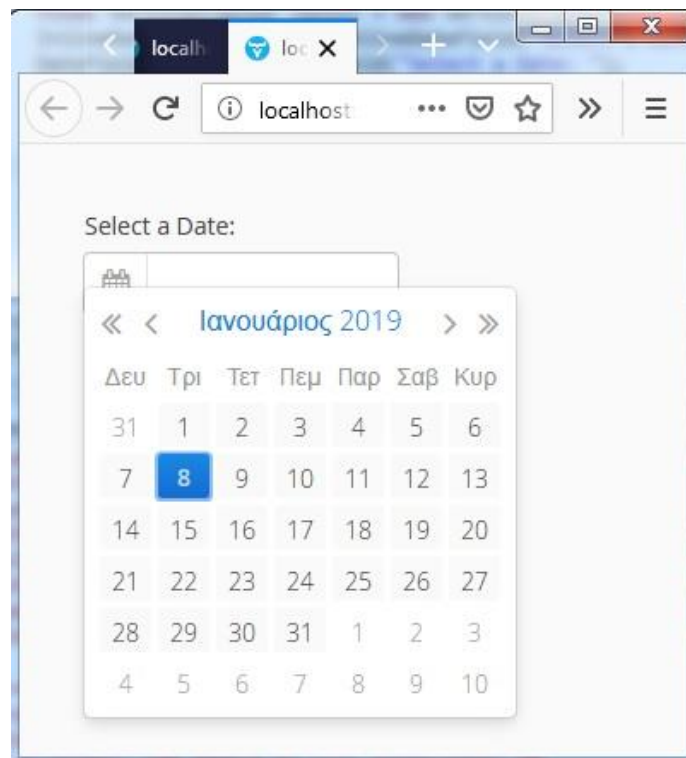 localh loc
localhost
Select a Date:
Ιανουάριος 2019
Δευ Τρι Τετ Πεμ Παρ Σαβ Κυρ
31 1 2 3 4 5 6
7 8 9 10 11 12 13
14 15 16 17 18 19 20
21 22 23 24 25 26 27
28 29 30 31 1 2 3
4 5 6 7 8 9 10